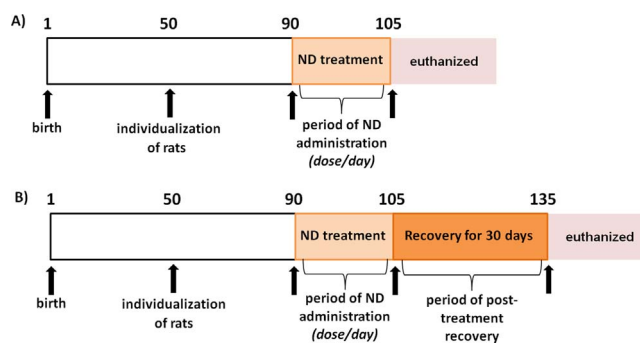 A)
1 50 90 105
ND treatment euthanized
birth
individualization
of rats
period of ND
administration
(dose/day)
B)
1 50 90 105 135
ND treatment Recovery for 30 days euthanized
birth
individualization
of rats
period of ND
administration
(dose/day)
period of post-
treatment
recovery